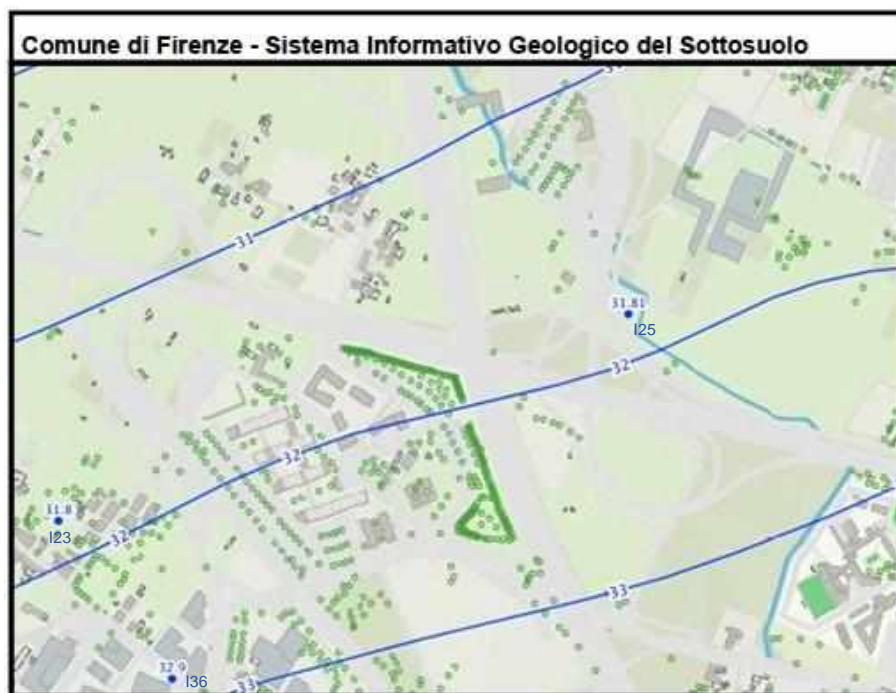 Comune di Firenze - Sistema Informativo Geologico del Sottosuolo
31
31.81
I25
32
32
31.8
I23
32
33
32.9
I36
33